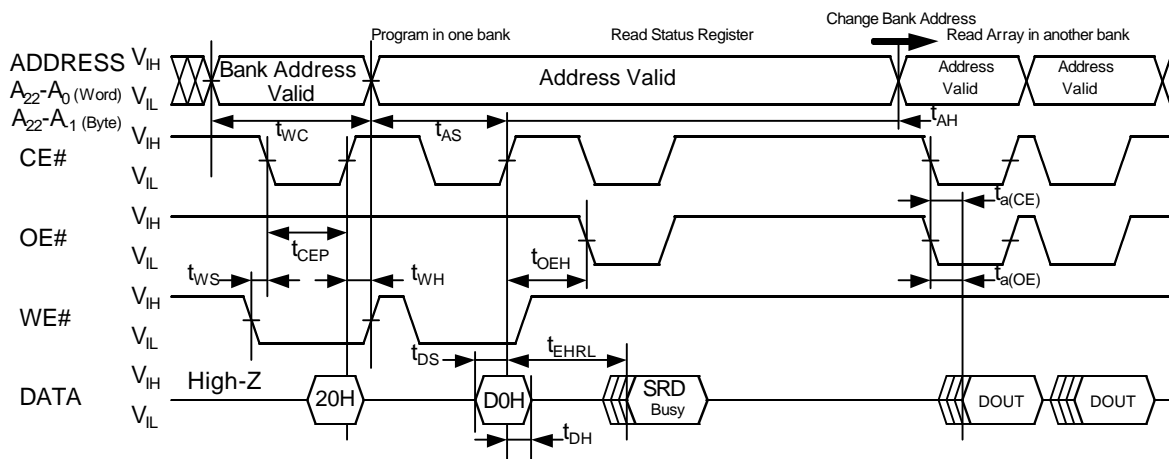 Change Bank Address
Program in one bank
Read Status Register
Read Array in another bank
ADDRESS
A22-A0 (Word)
A22-A-1 (Byte)
VIH
VIL
Bank Address Valid
Address Valid
Address Valid
Address Valid
tWC
tAS
tAH
CE#
VIH
VIL
ta(CE)
OE#
VIH
VIL
tCEP
tOEH
ta(OE)
tWS
tWH
WE#
VIH
VIL
tDS
tEHRL
DATA
VIH
VIL
High-Z
20H
D0H
SRD
Busy
DOUT
DOUT
tDH